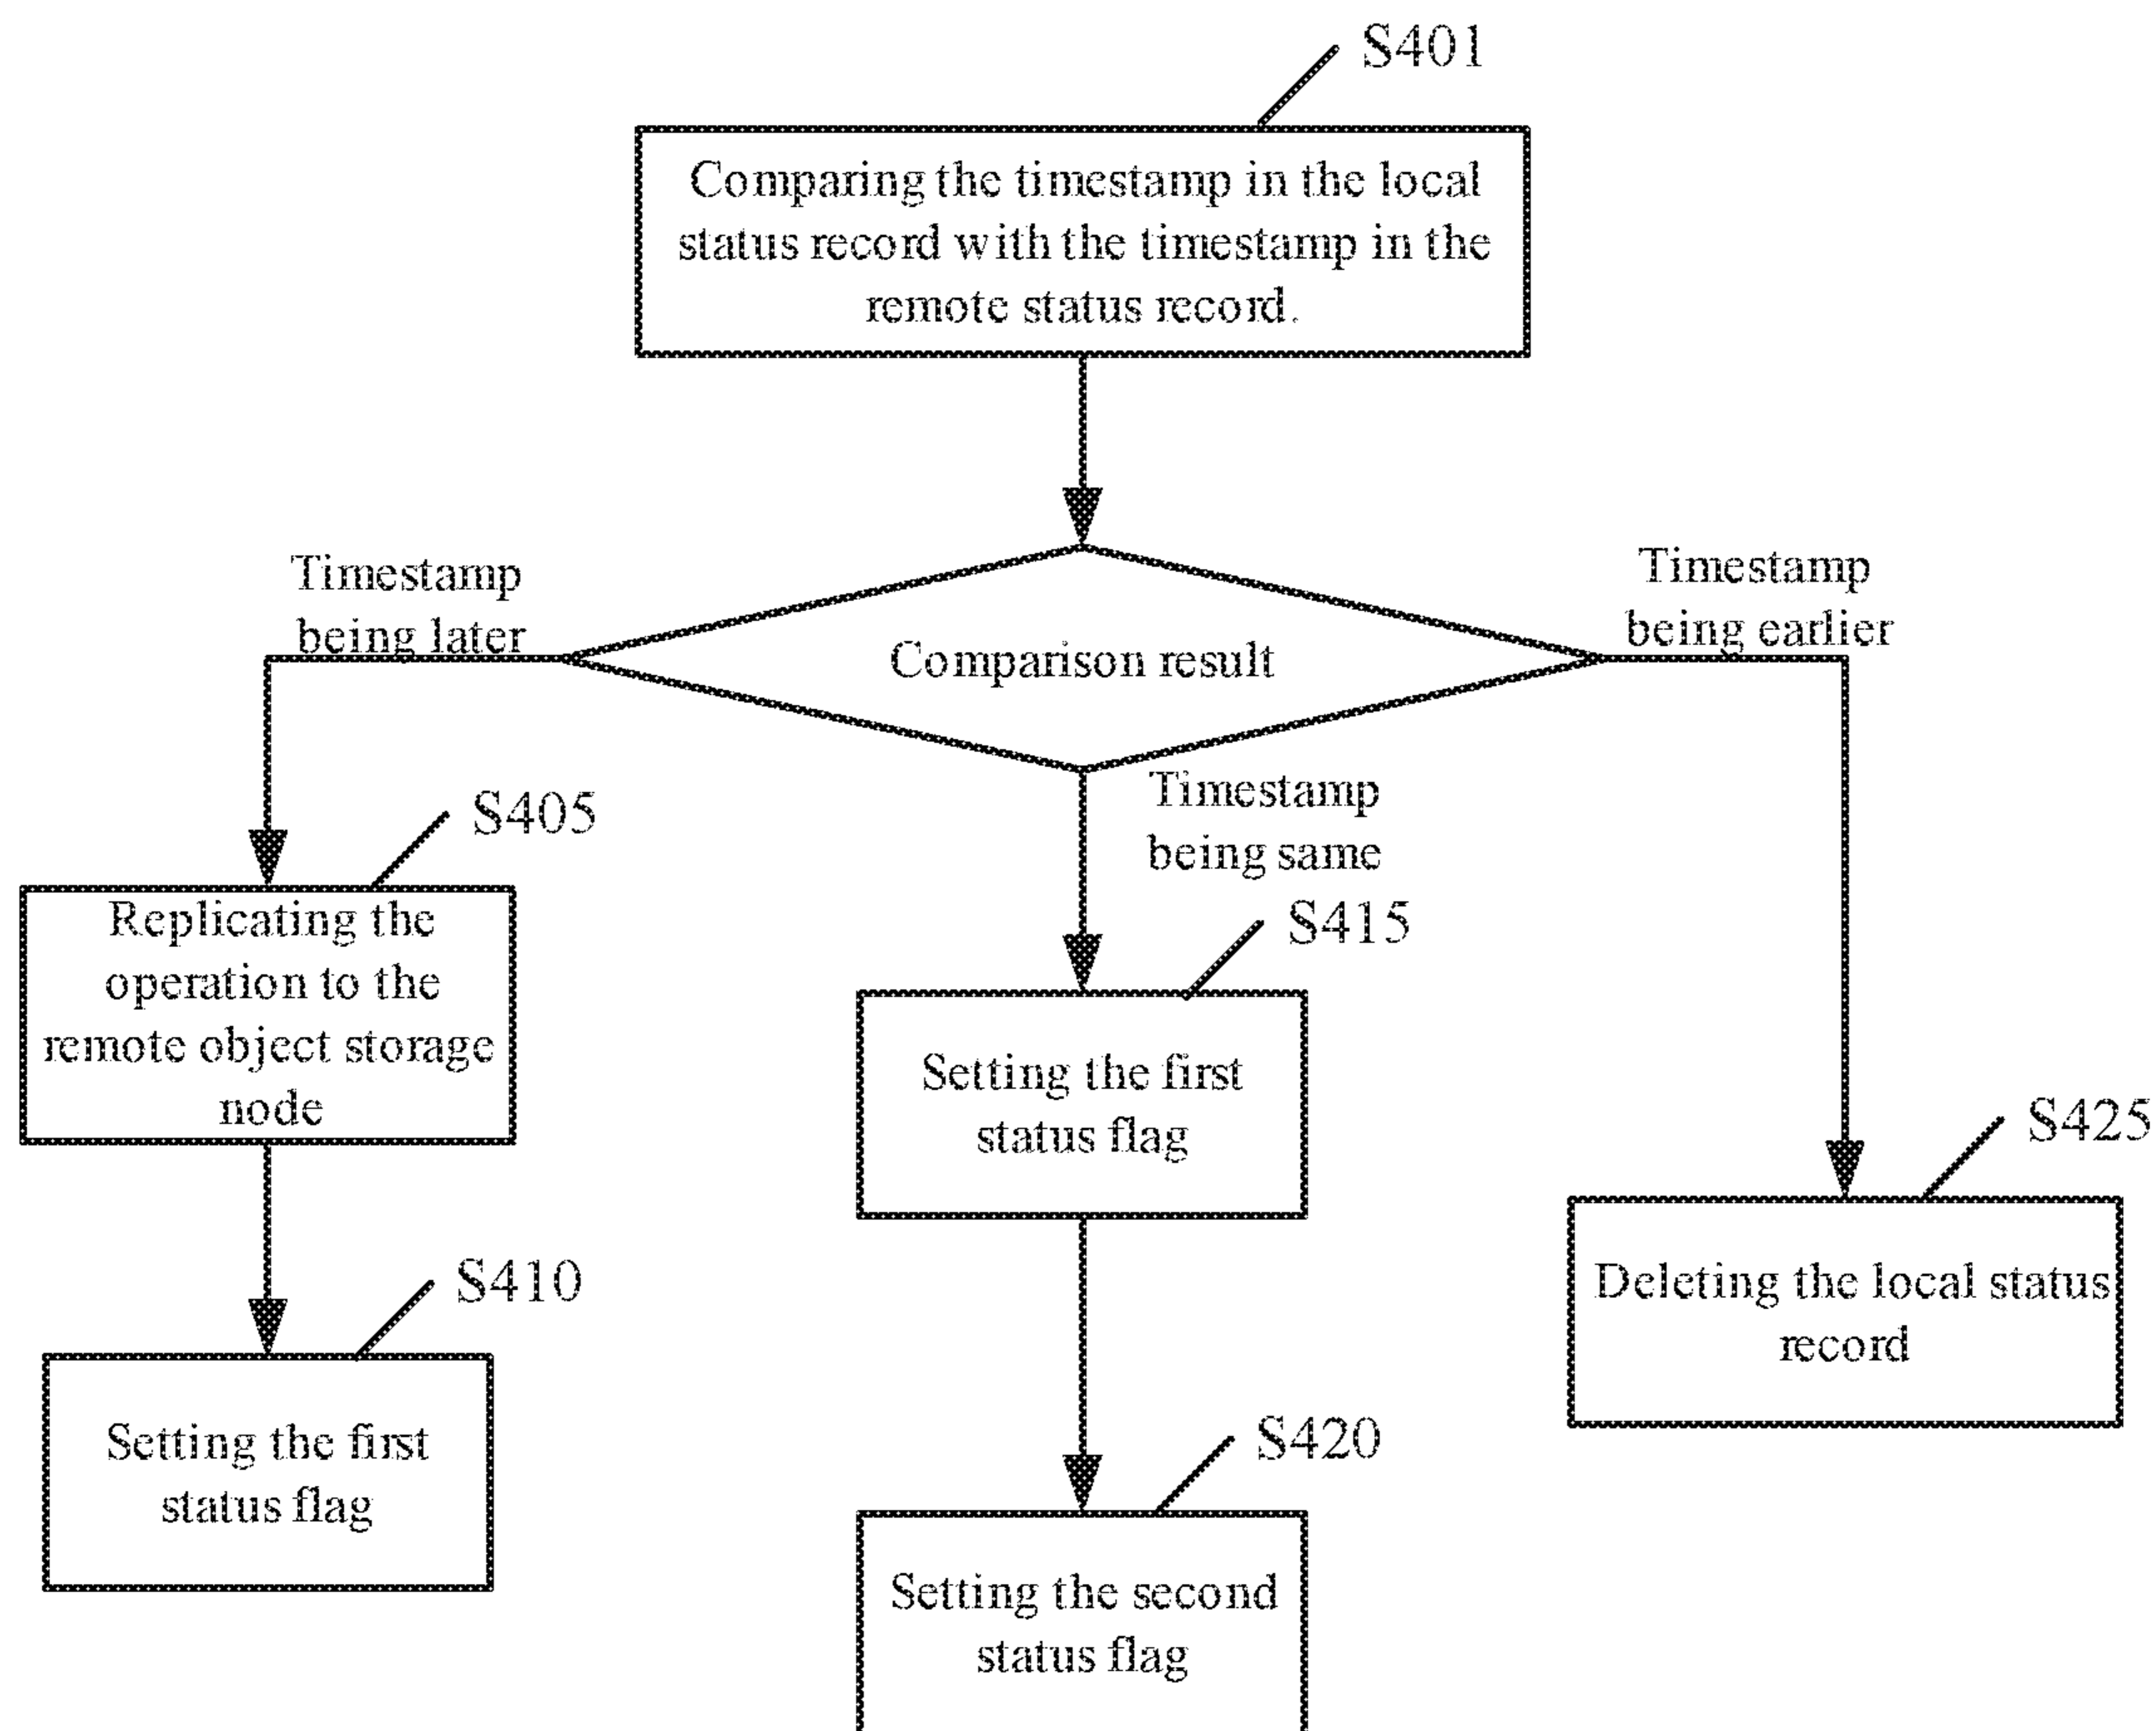 S401
Comparing the timestamp in the local
status record with the timestamp in the
remote status record.
Timestamp
being later
Comparison result
Timestamp
being earlier
Timestamp
being same
S405
Replicating the
operation to the
remote object storage
node
S415
Setting the first
status flag
S425
Deleting the local status
record
S410
Setting the first
status flag
S420
Setting the second
status flag